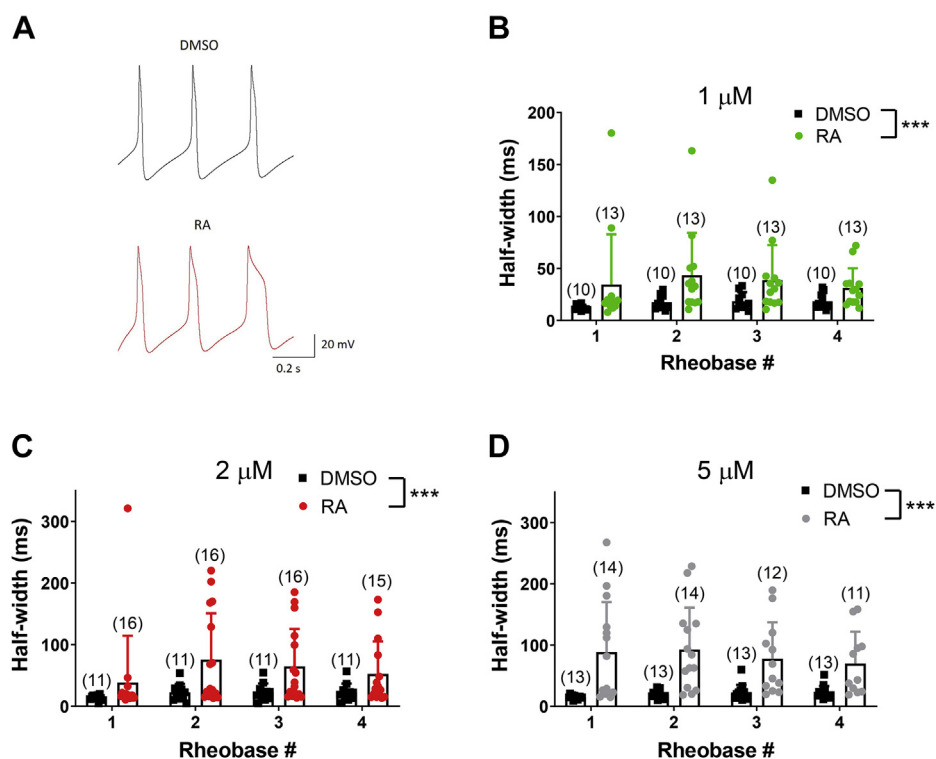 A
DMSO
RA
20 mV
0.2 s
B
1 μM
DMSO
RA
***
Half-width (ms)
200
150
100
50
0
(10) (13) (10) (13) (10) (13) (10) (13)
1 2 3 4
Rheobase #
C
2 μM
DMSO
RA
***
Half-width (ms)
300
200
100
0
(11) (16) (11) (16) (11) (16) (11) (15)
1 2 3 4
Rheobase #
D
5 μM
DMSO
RA
***
Half-width (ms)
300
200
100
0
(13) (14) (13) (14) (13) (12) (13) (11)
1 2 3 4
Rheobase #